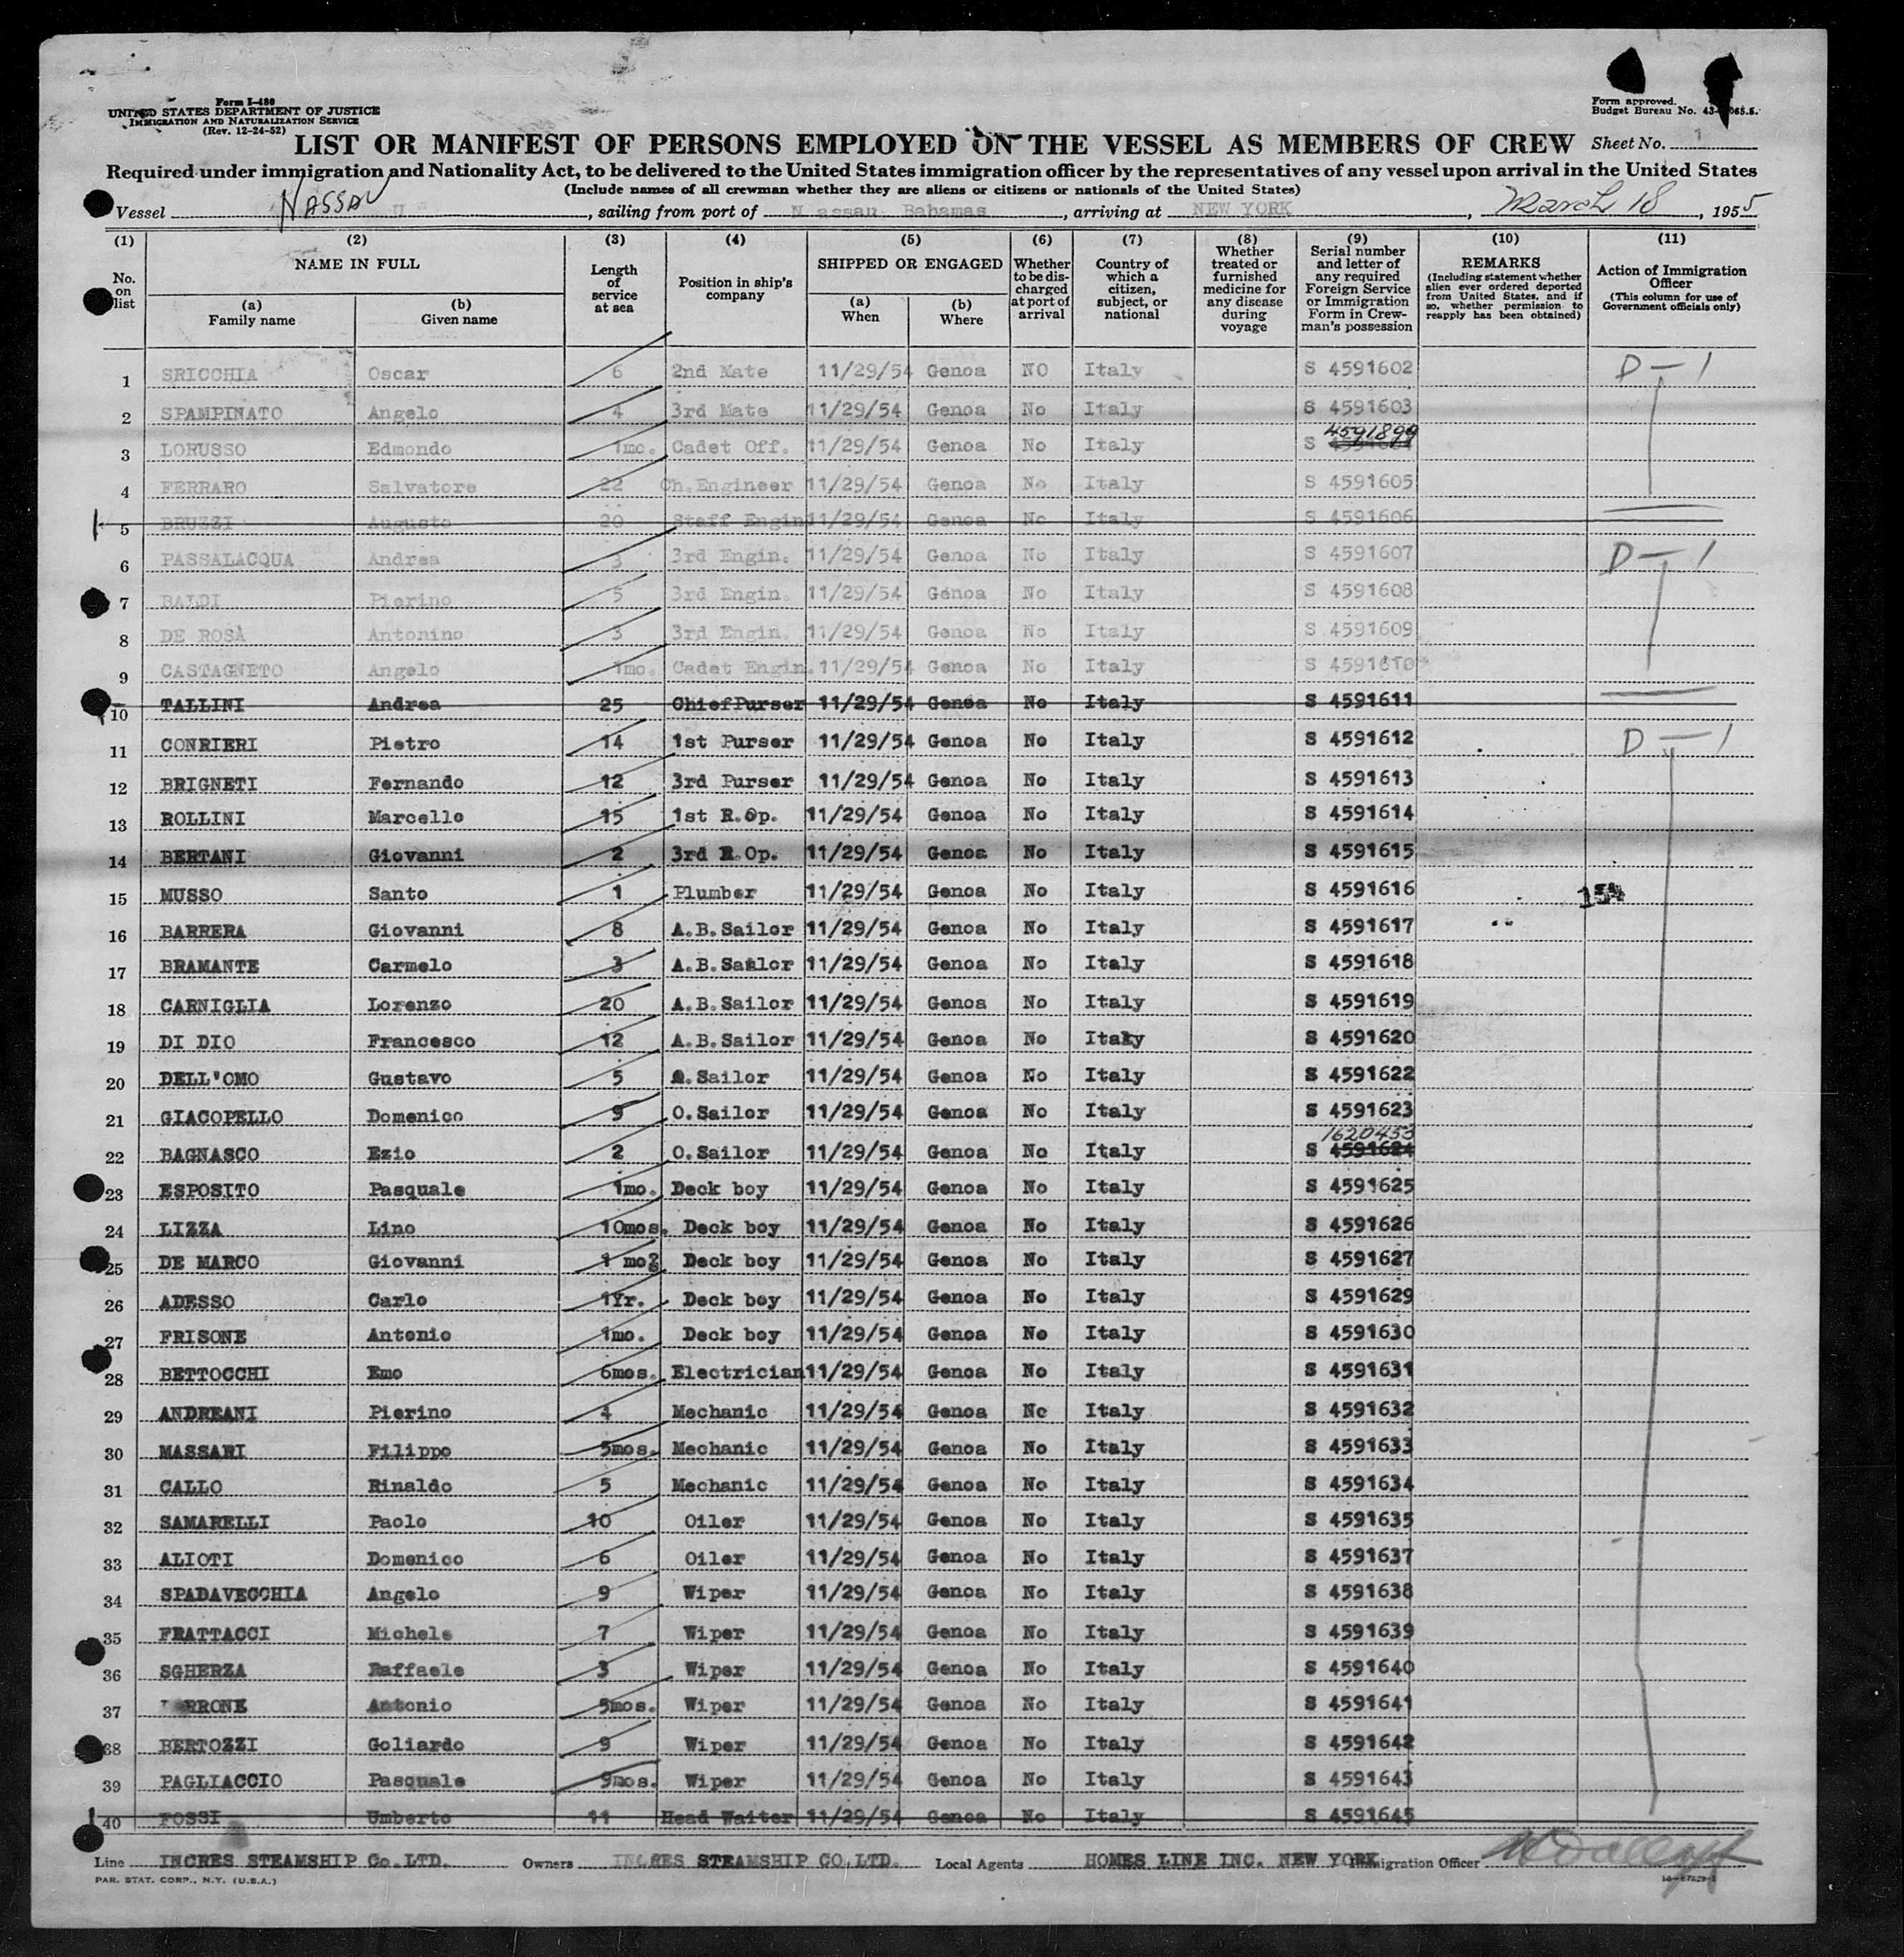 Form I-480
UNITED STATES DEPARTMENT OF JUSTICE
IMMIGRATION AND NATURALIZATION SERVICE
(Rev. 12-24-52)
Form approved.
Budget Bureau No. 43-
LIST OR MANIFEST OF PERSONS EMPLOYED ON THE VESSEL AS MEMBERS OF CREW Sheet No. 1
Required under immigration and Nationality Act, to be delivered to the United States immigration officer by the representatives of any vessel upon arrival in the United States
(Include names of all crewman whether they are aliens or citizens or nationals of the United States)
Vessel NASSAU, sailing from port of Nassau Bahamas, arriving at NEW YORK, March 18, 1955
(1) No. on list (2) NAME IN FULL (a) Family name (b) Given name (3) Length of service at sea (4) Position in ship's company (5) SHIPPED OR ENGAGED (a) When (b) Where (6) Whether to be discharged at port of arrival (7) Country of which a citizen, subject, or national (8) Whether treated or furnished medicine for any disease during voyage (9) Serial number and letter of any required Foreign Service or Immigration Form in Crewman's possession (10) REMARKS (Including statement whether alien ever ordered deported from United States, and if so, whether permission to reapply has been obtained) (11) Action of Immigration Officer (This column for use of Government officials only)
1 SRICCHIA Oscar 6 2nd Mate 11/29/54 Genoa NO Italy S 4591602 D-1
2 SPAMPINATO Angelo 4 3rd Mate 11/29/54 Genoa No Italy S 4591603
3 LORUSSO Edmondo 1mo. Cadet Off. 11/29/54 Genoa No Italy S 4591899
4 FERRARO Salvatore 22 Ch.Engineer 11/29/54 Genoa No Italy S 4591605
5 BRUZZI Augusto 20 Staff Engin 11/29/54 Genoa No Italy S 4591606
6 PASSALACQUA Andrea 3 3rd Engin. 11/29/54 Genoa No Italy S 4591607 D-1
7 BALDI Pierino 5 3rd Engin. 11/29/54 Genoa No Italy S 4591608
8 DE ROSA Antonino 3 3rd Engin. 11/29/54 Genoa No Italy S 4591609
9 CASTAGNETO Angelo 1mo. Cadet Engin. 11/29/54 Genoa No Italy S 4591610
10 TALLINI Andrea 25 Chief Purser 11/29/54 Genoa No Italy S 4591611
11 CONRIERI Pietro 14 1st Purser 11/29/54 Genoa No Italy S 4591612 D-1
12 BRIGNETI Fernando 12 3rd Purser 11/29/54 Genoa No Italy S 4591613
13 ROLLINI Marcello 15 1st R.Op. 11/29/54 Genoa No Italy S 4591614
14 BERTANI Giovanni 2 3rd R.Op. 11/29/54 Genoa No Italy S 4591615
15 MUSSO Santo 1 Plumber 11/29/54 Genoa No Italy S 4591616 154
16 BARRERA Giovanni 8 A.B.Sailor 11/29/54 Genoa No Italy S 4591617
17 BRAMANTE Carmelo 3 A.B.Sailor 11/29/54 Genoa No Italy S 4591618
18 CARNIGLIA Lorenzo 20 A.B.Sailor 11/29/54 Genoa No Italy S 4591619
19 DI DIO Francesco 12 A.B.Sailor 11/29/54 Genoa No Italy S 4591620
20 DELL'OMO Gustavo 5 O.Sailor 11/29/54 Genoa No Italy S 4591622
21 GIACOPELLO Domenico 9 O.Sailor 11/29/54 Genoa No Italy S 4591623
22 BAGNASCO Ezio 2 O.Sailor 11/29/54 Genoa No Italy S 4591624 1620453
23 ESPOSITO Pasquale 1mo. Deck boy 11/29/54 Genoa No Italy S 4591625
24 LIZZA Lino 10mos. Deck boy 11/29/54 Genoa No Italy S 4591626
25 DE MARCO Giovanni 1 mo. Deck boy 11/29/54 Genoa No Italy S 4591627
26 ADESSO Carlo 1Yr. Deck boy 11/29/54 Genoa No Italy S 4591629
27 FRISONE Antonio 1mo. Deck boy 11/29/54 Genoa No Italy S 4591630
28 BETTOCCHI Emo 6mos. Electrician 11/29/54 Genoa No Italy S 4591631
29 ANDREANI Pierino 4 Mechanic 11/29/54 Genoa No Italy S 4591632
30 MASSARI Filippo 5mos. Mechanic 11/29/54 Genoa No Italy S 4591633
31 CALLO Rinaldo 5 Mechanic 11/29/54 Genoa No Italy S 4591634
32 SAMARELLI Paolo 10 Oiler 11/29/54 Genoa No Italy S 4591635
33 ALIOTI Domenico 6 Oiler 11/29/54 Genoa No Italy S 4591637
34 SPADAVECCHIA Angelo 9 Wiper 11/29/54 Genoa No Italy S 4591638
35 FRATTACCI Michele 7 Wiper 11/29/54 Genoa No Italy S 4591639
36 SGHERZA Raffaele 3 Wiper 11/29/54 Genoa No Italy S 4591640
37 Antonio 5mos. Wiper 11/29/54 Genoa No Italy S 4591641
38 BERTOZZI Goliardo 9 Wiper 11/29/54 Genoa No Italy S 4591642
39 PAGLIACCIO Pasquale 9mos. Wiper 11/29/54 Genoa No Italy S 4591643
40 FOSSI Umberto 11 Head Waiter 11/29/54 Genoa No Italy S 4591645
Line INCRES STEAMSHIP Co.LTD. Owners INCRES STEAMSHIP CO,LTD. Local Agents HOMES LINE INC. NEW YORK Immigration Officer
PAR. STAT. CORP., N.Y. (U.S.A.)